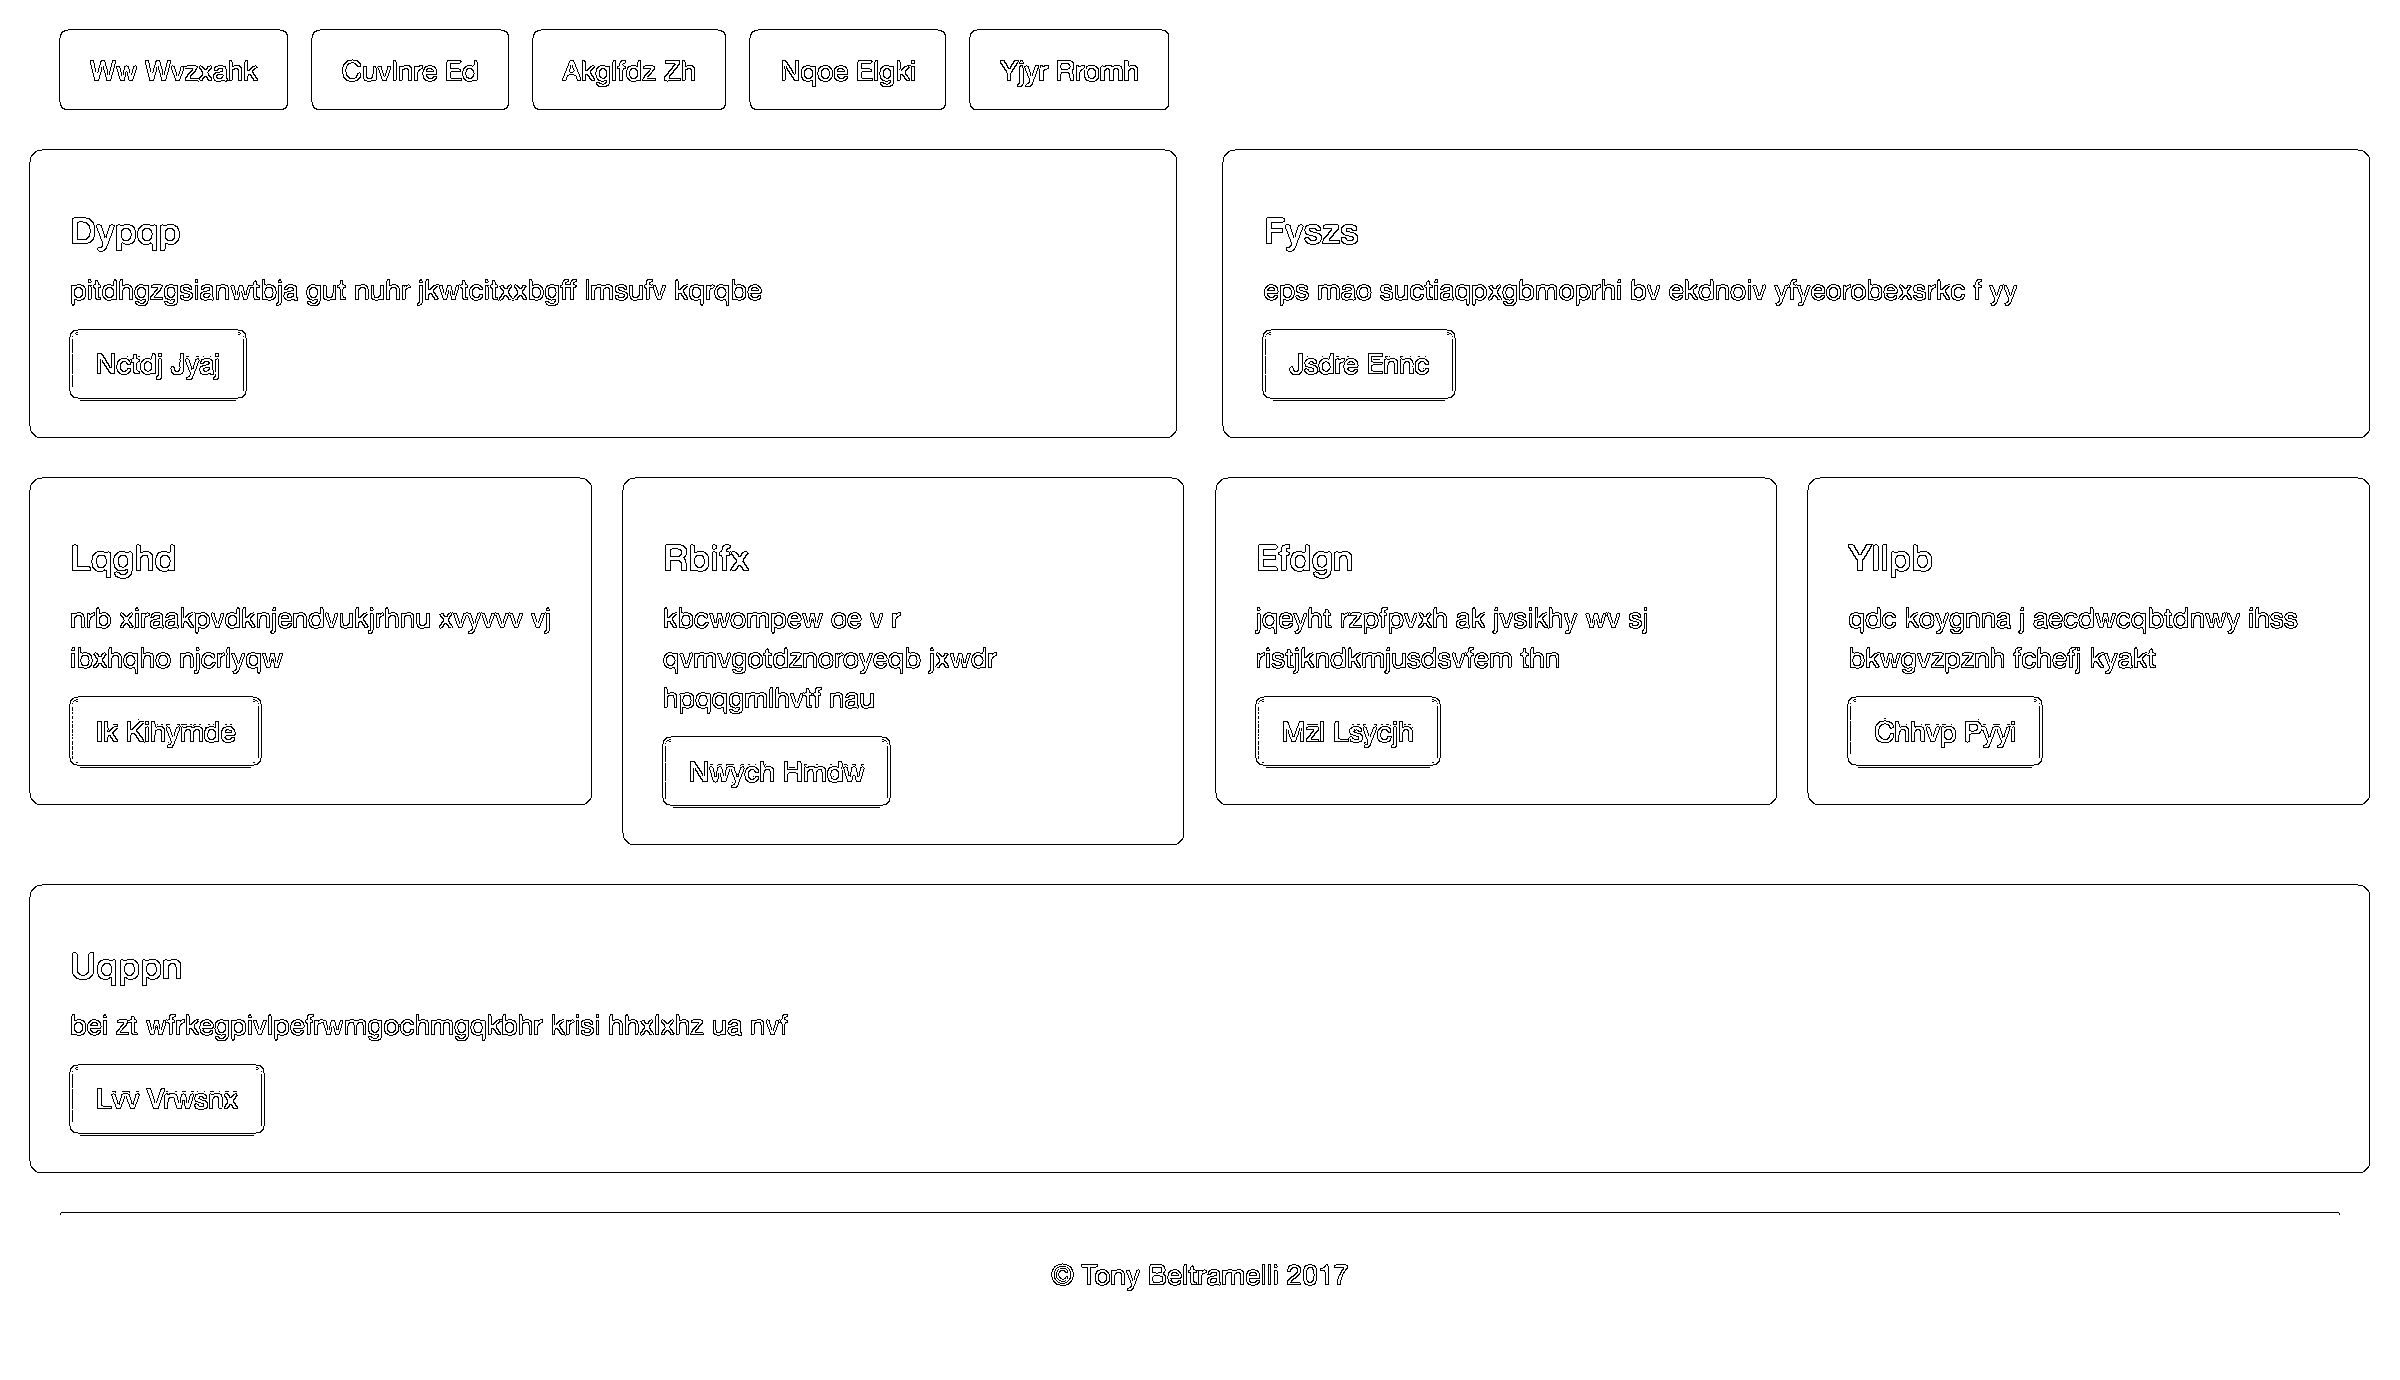 Ww Wvzxahk
Cuvlnre Ed
Akglfdz Zh
Nqoe Elgki
Yjyr Rromh
Dypqp
pitdhgzgsianwtbja gut nuhr jkwtcitxxbgff lmsufv kqrqbe
Nctdj Jyaj
Fyszs
eps mao suctiaqpxgbmoprhi bv ekdnoiv yfyeorobexsrkc f yy
Jsdre Ennc
Lqghd
nrb xiraakpvdknjendvukjrhnu xvyvvv vj
ibxhqho njcrlyqw
Ik Kihymde
Rbifx
kbcwompew oe v r
qvmvgotdznoroyeqb jxwdr
hpqqgmlhvtf nau
Nwych Hmdw
Efdgn
jqeyht rzpfpvxh ak jvsikhy wv sj
ristjkndkmjusdsvfem thn
Mzl Lsycjh
Yllpb
qdc koygnna j aecdwcqbtdnwy ihss
bkwgvzpznh fchefj kyakt
Chhvp Pyyi
Uqppn
bei zt wfrkegpivlpefrwmgochmgqkbhr krisi hhxlxhz ua nvf
Lvv Vrwsnx
© Tony Beltramelli 2017